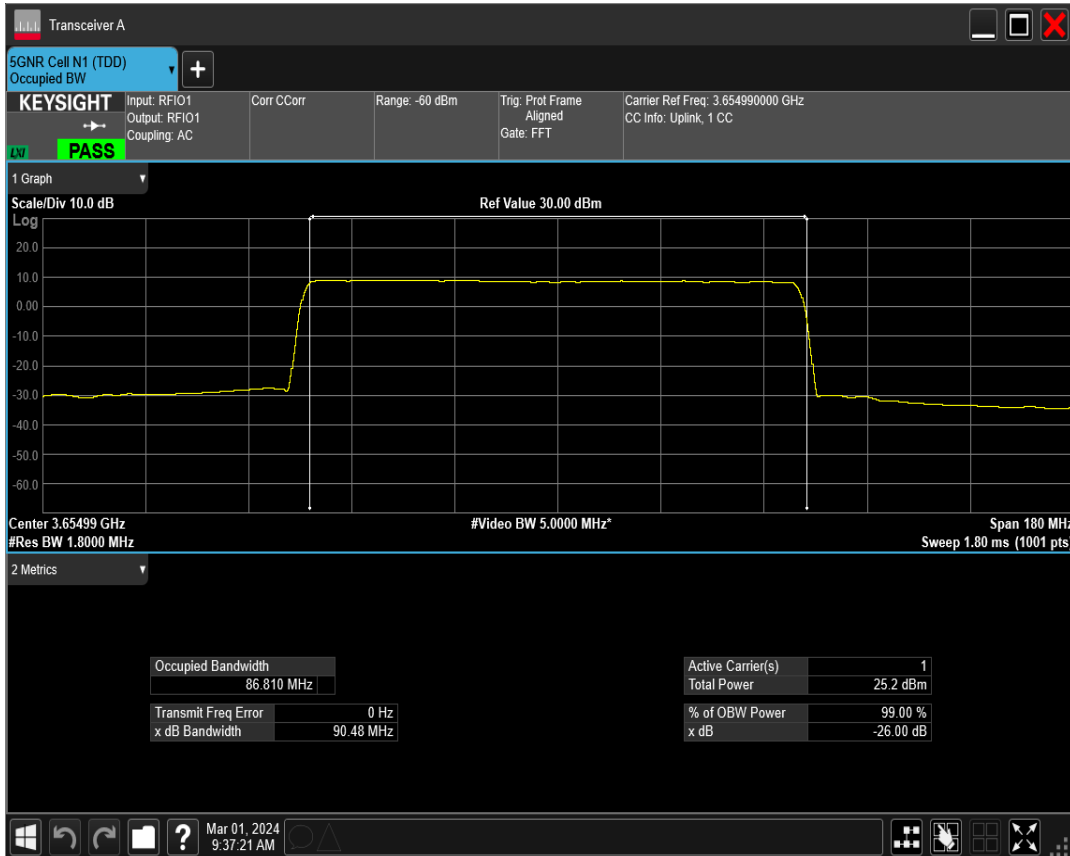 Transceiver A
5GNR Cell N1 (TDD)
Occupied BW
+
KEYSIGHT
LXI
PASS
Input: RFIO1
Output: RFIO1
Coupling: AC
Corr CCorr
Range: -60 dBm
Trig: Prot Frame
Aligned
Gate: FFT
Carrier Ref Freq: 3.654990000 GHz
CC Info: Uplink, 1 CC
1 Graph
Scale/Div 10.0 dB
Ref Value 30.00 dBm
Log
20.0
10.0
0.00
-10.0
-20.0
-30.0
-40.0
-50.0
-60.0
Center 3.65499 GHz
#Video BW 5.0000 MHz*
Span 180 MHz
#Res BW 1.8000 MHz
Sweep 1.80 ms (1001 pts)
2 Metrics
Occupied Bandwidth
86.810 MHz
Transmit Freq Error 0 Hz
x dB Bandwidth 90.48 MHz
Active Carrier(s) 1
Total Power 25.2 dBm
% of OBW Power 99.00 %
x dB -26.00 dB
?
Mar 01, 2024
9:37:21 AM